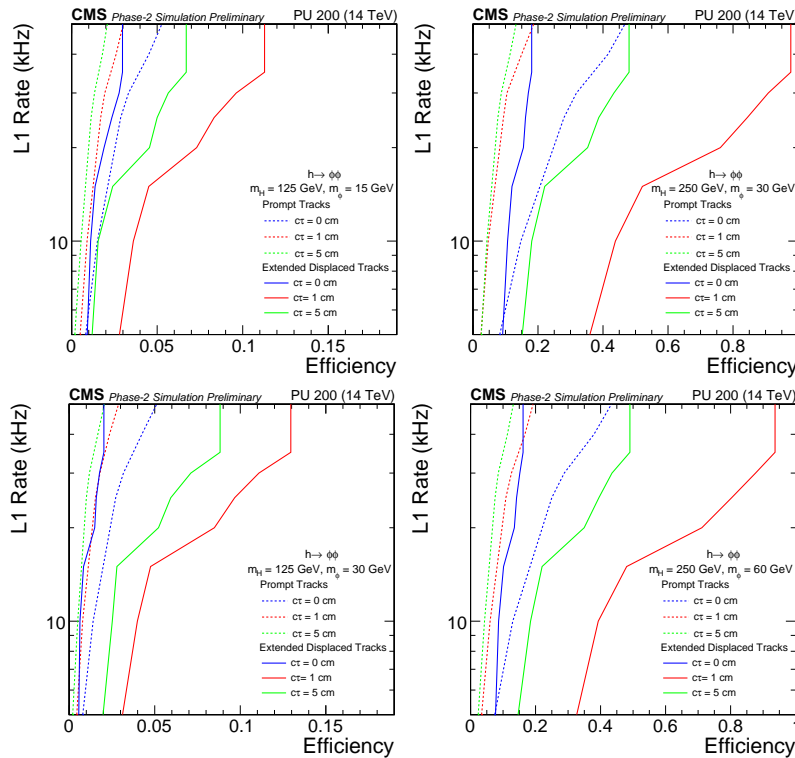 CMS Phase-2 Simulation Preliminary PU 200 (14 TeV)
L1 Rate (kHz)
10
h→ ϕϕ
m_H = 125 GeV, m_ϕ = 15 GeV
Prompt Tracks
cτ = 0 cm
cτ = 1 cm
cτ = 5 cm
Extended Displaced Tracks
cτ = 0 cm
cτ= 1 cm
cτ = 5 cm
0 0.05 0.1 0.15
Efficiency
CMS Phase-2 Simulation Preliminary PU 200 (14 TeV)
L1 Rate (kHz)
10
h→ ϕϕ
m_H = 250 GeV, m_ϕ = 30 GeV
Prompt Tracks
cτ = 0 cm
cτ = 1 cm
cτ = 5 cm
Extended Displaced Tracks
cτ = 0 cm
cτ= 1 cm
cτ = 5 cm
0 0.2 0.4 0.6 0.8 1
Efficiency
CMS Phase-2 Simulation Preliminary PU 200 (14 TeV)
L1 Rate (kHz)
10
h→ ϕϕ
m_H = 125 GeV, m_ϕ = 30 GeV
Prompt Tracks
cτ = 0 cm
cτ = 1 cm
cτ = 5 cm
Extended Displaced Tracks
cτ = 0 cm
cτ= 1 cm
cτ = 5 cm
0 0.05 0.1 0.15
Efficiency
CMS Phase-2 Simulation Preliminary PU 200 (14 TeV)
L1 Rate (kHz)
10
h→ ϕϕ
m_H = 250 GeV, m_ϕ = 60 GeV
Prompt Tracks
cτ = 0 cm
cτ = 1 cm
cτ = 5 cm
Extended Displaced Tracks
cτ = 0 cm
cτ= 1 cm
cτ = 5 cm
0 0.2 0.4 0.6 0.8 1
Efficiency